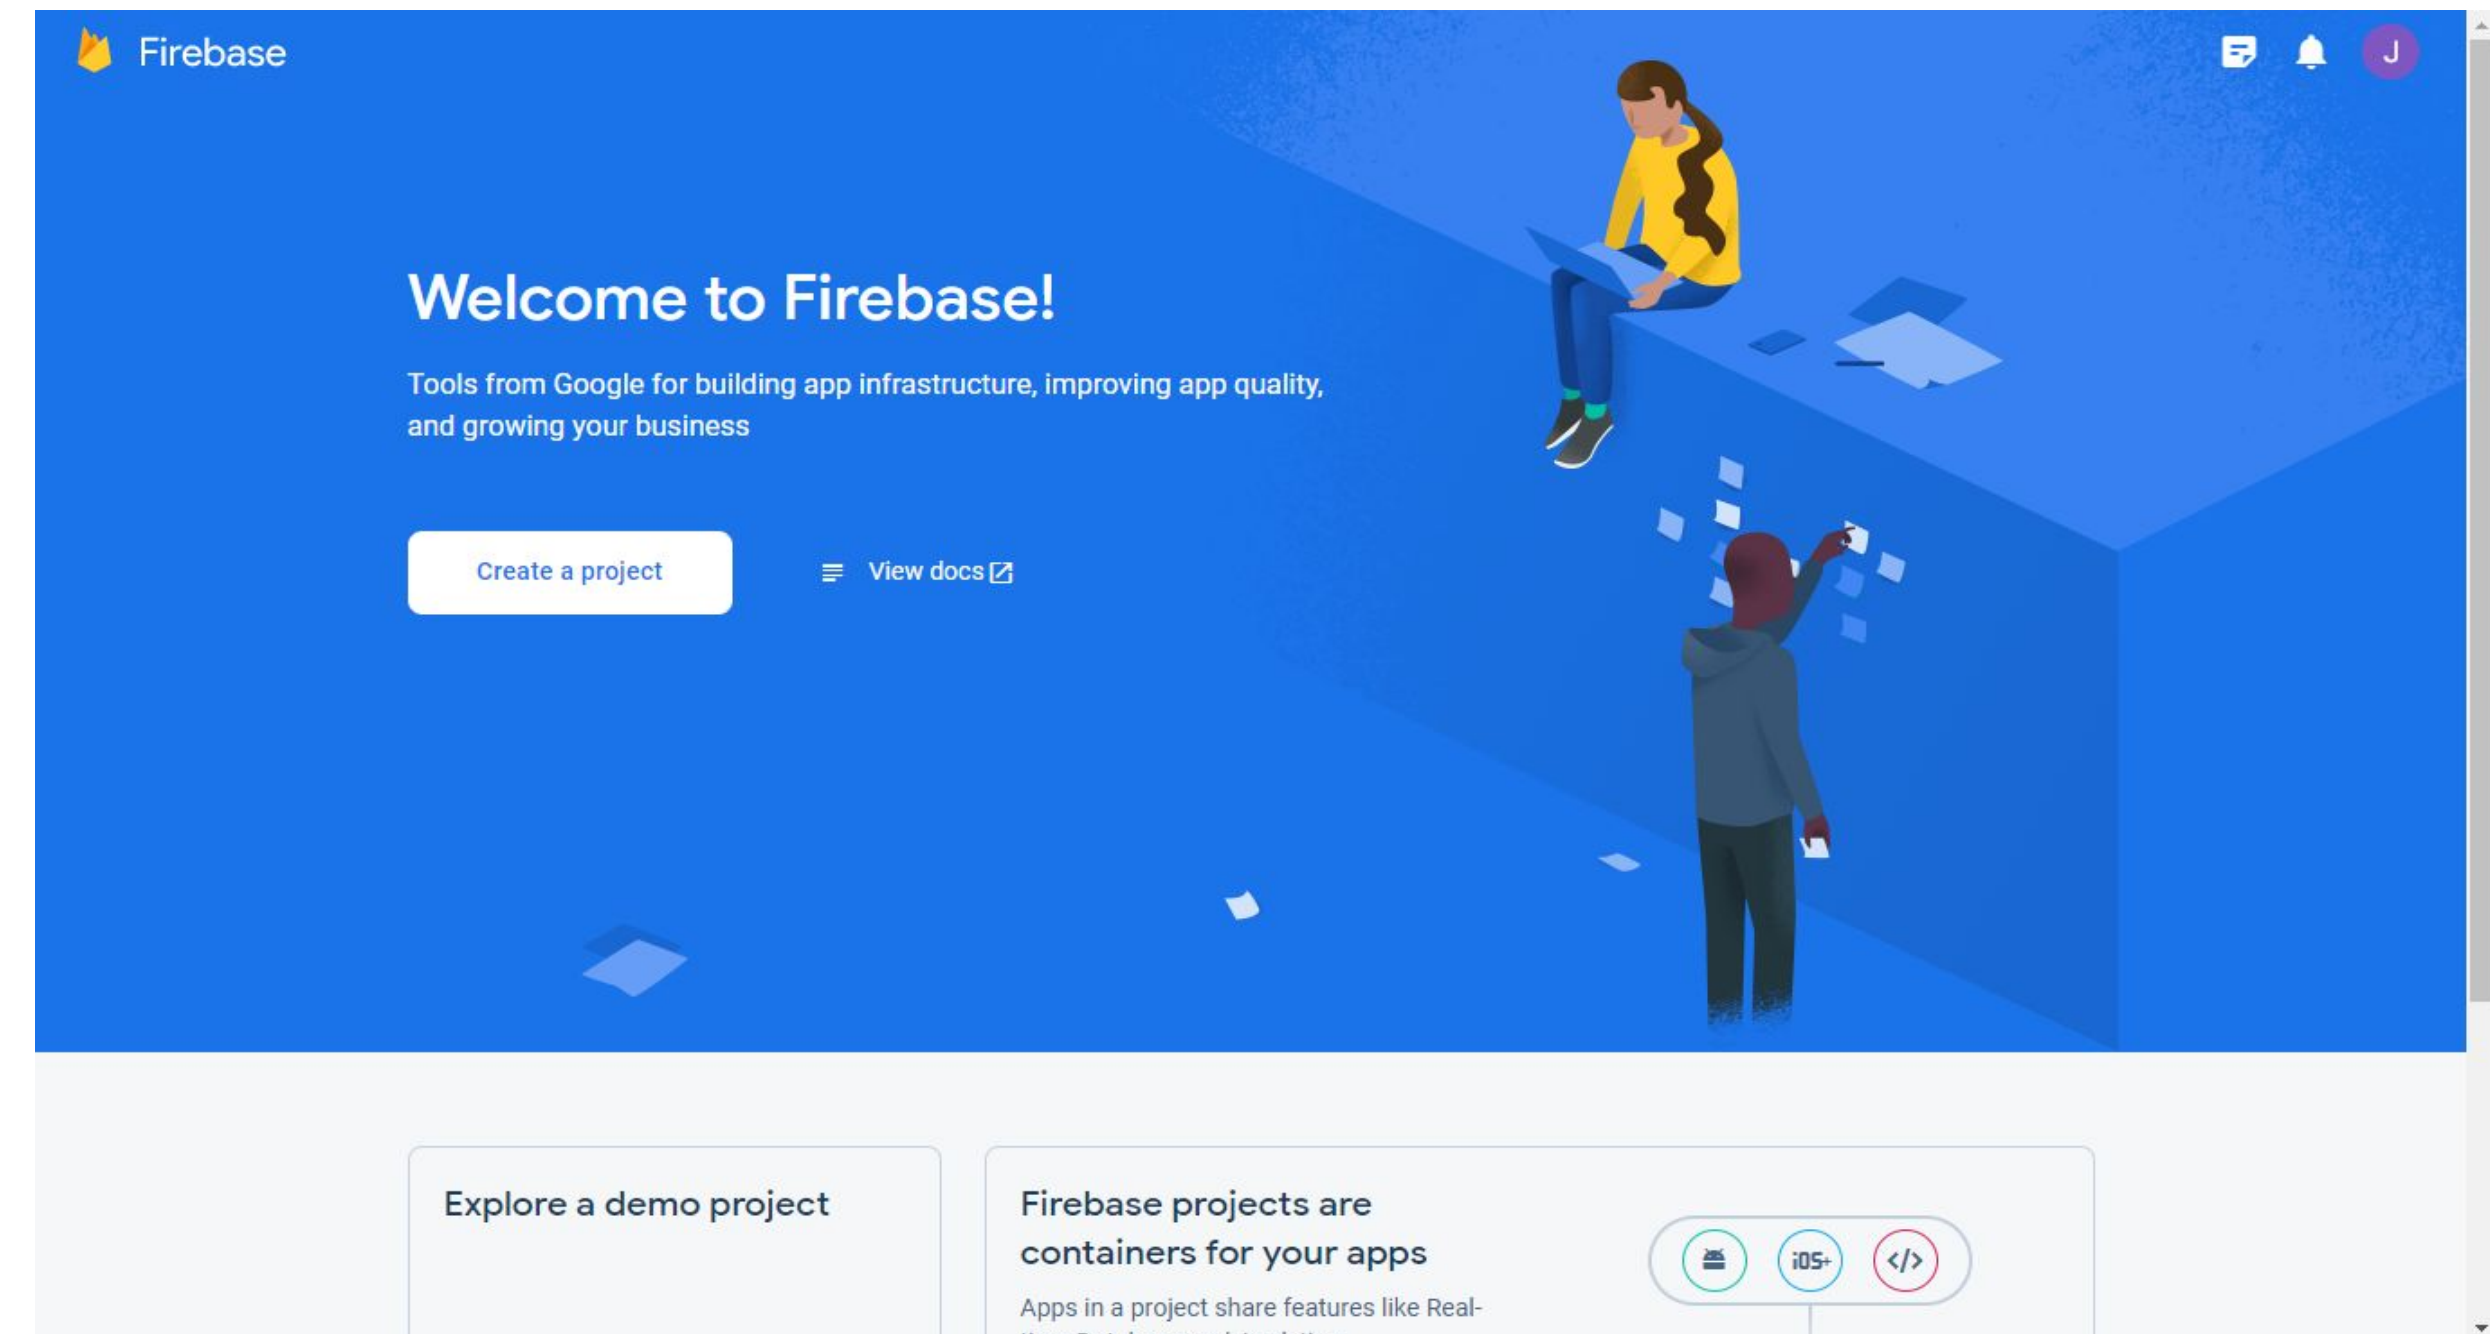 Firebase
J
Welcome to Firebase!
Tools from Google for building app infrastructure, improving app quality,
and growing your business
Create a project
View docs
Explore a demo project
Firebase projects are
containers for your apps
iOS+
</>
Apps in a project share features like Real-